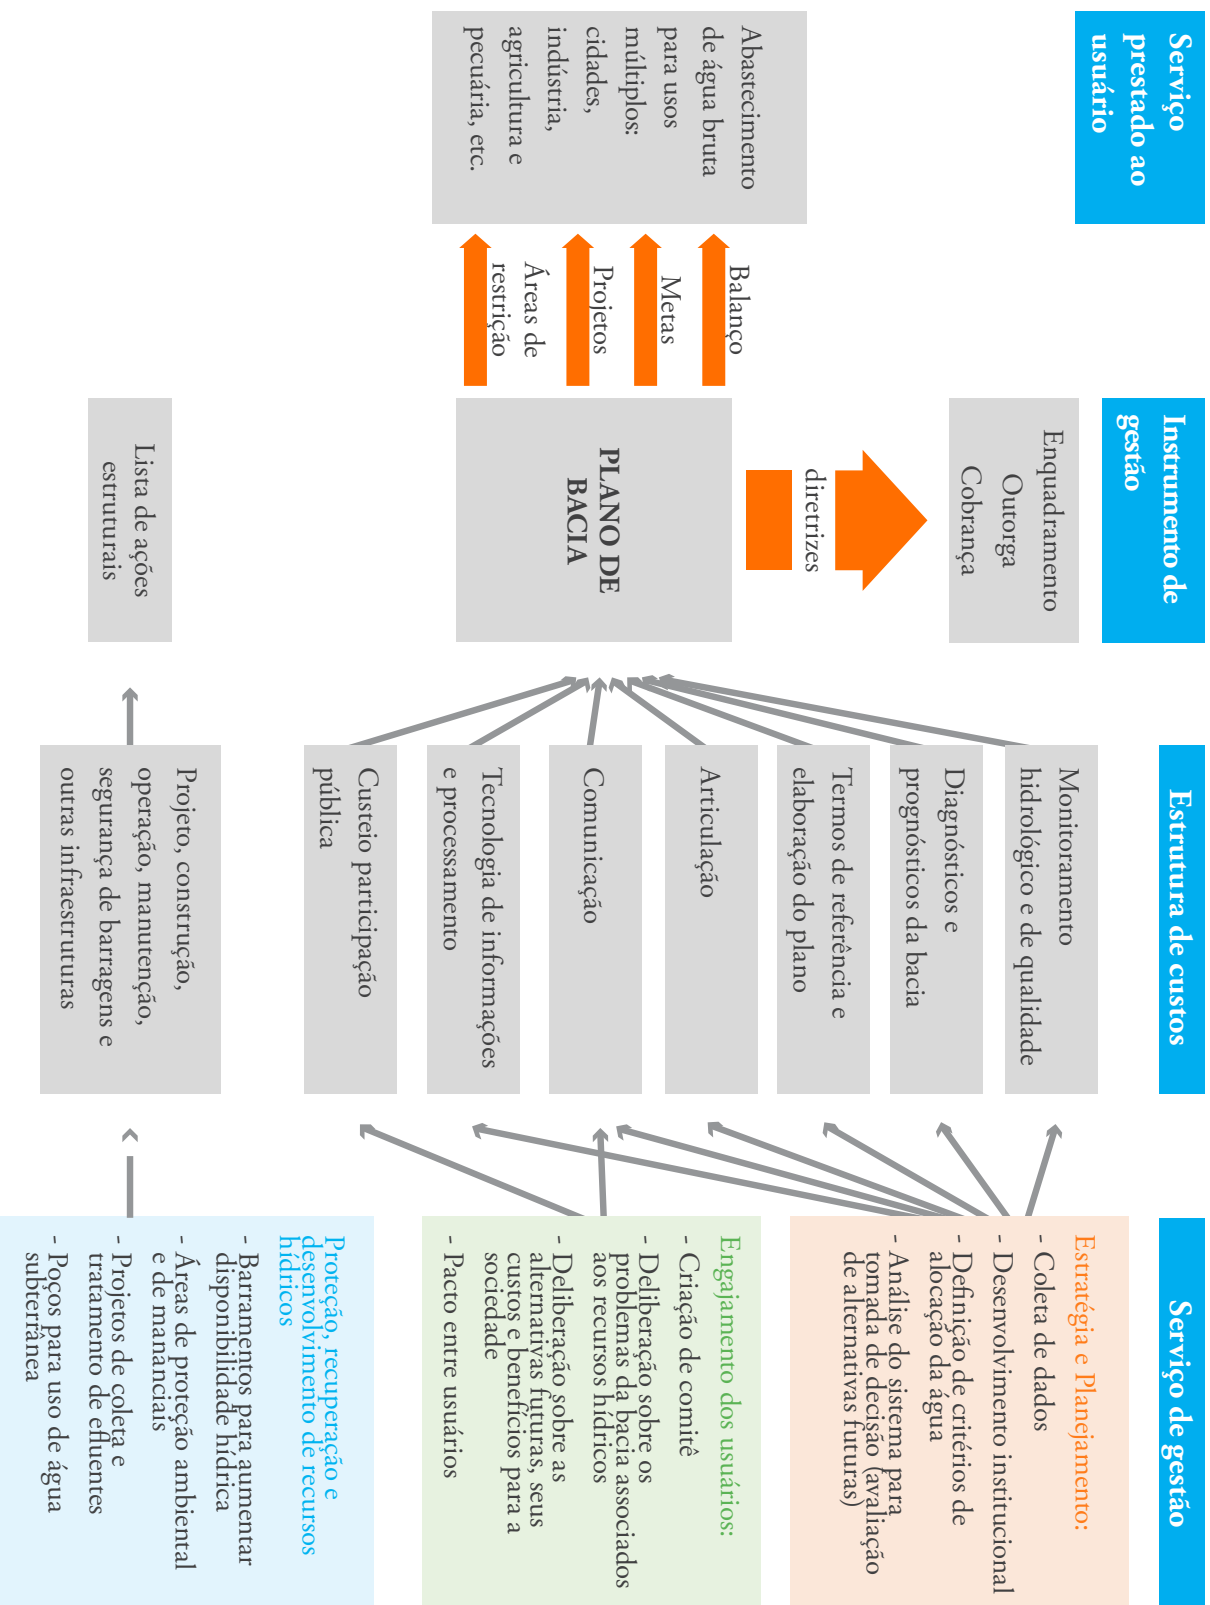 Serviço
prestado ao
usuário
Instrumento de
gestão
Estrutura de custos
Serviço de gestão
Abastecimento
de água bruta
para usos
múltiplos:
cidades,
indústria,
agricultura e
pecuária, etc.
Balanço
Metas
Projetos
Áreas de
restrição
Enquadramento
Outorga
Cobrança
diretrizes
PLANO DE
BACIA
Lista de ações
estruturais
Monitoramento
hidrológico e de qualidade
Diagnósticos e
prognósticos da bacia
Termos de referência e
elaboração do plano
Articulação
Comunicação
Tecnologia de informações
e processamento
Custeio participação
pública
Projeto, construção,
operação, manutenção,
segurança de barragens e
outras infraestruturas
Estratégia e Planejamento:
- Coleta de dados
- Desenvolvimento institucional
- Definição de critérios de
alocação da água
- Análise do sistema para
tomada de decisão (avaliação
de alternativas futuras)
Engajamento dos usuários:
- Criação de comitê
- Deliberação sobre os
problemas da bacia associados
aos recursos hídricos
- Deliberação sobre as
alternativas futuras, seus
custos e benefícios para a
sociedade
- Pacto entre usuários
Proteção, recuperação e
desenvolvimento de recursos
hídricos
- Barramentos para aumentar
disponibilidade hídrica
- Áreas de proteção ambiental
e de manânciais
- Projetos de coleta e
tratamento de efluentes
- Poços para uso de água
subterrânea